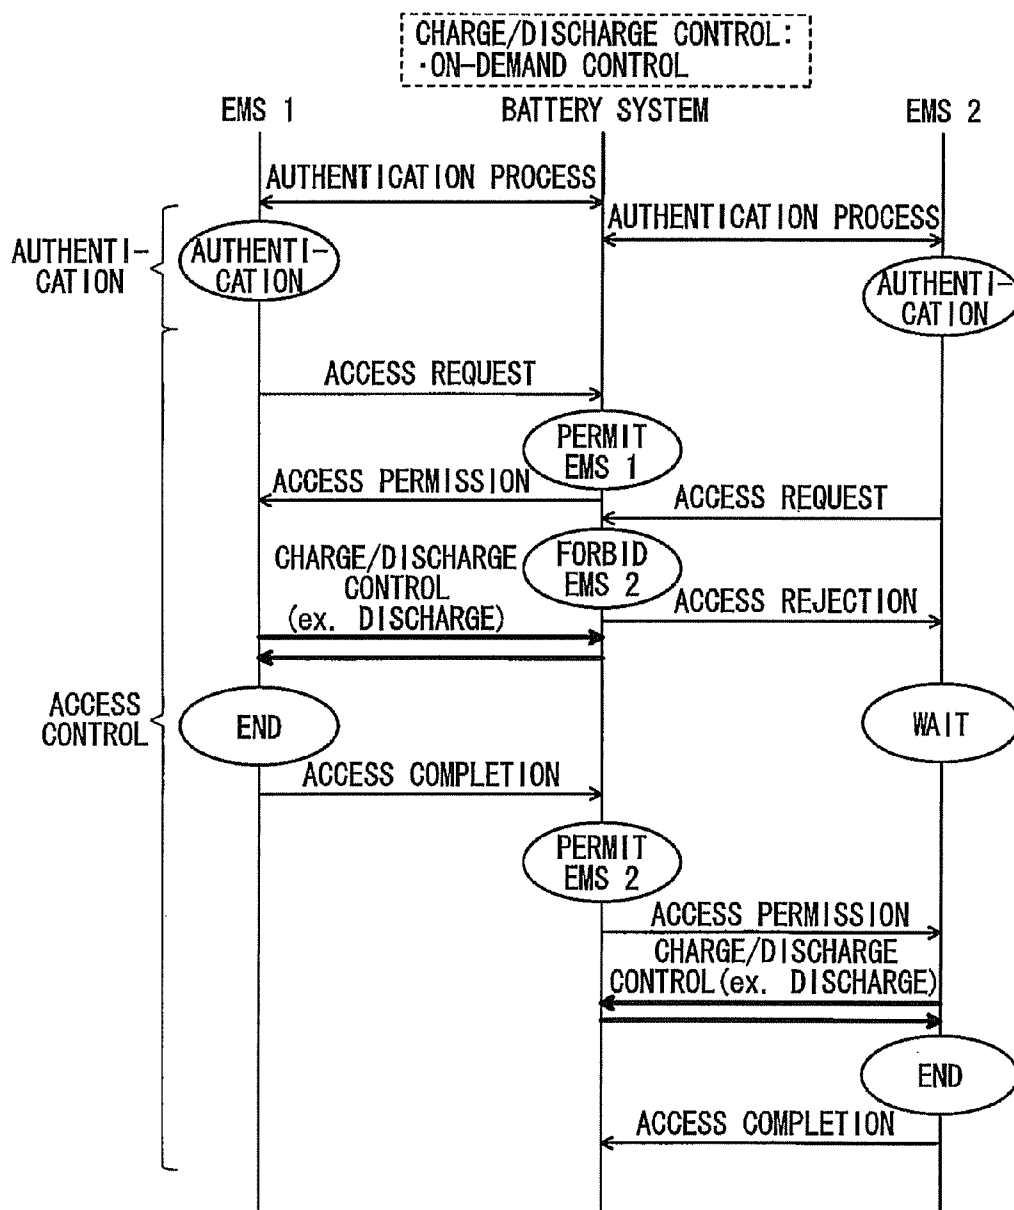 CHARGE/DISCHARGE CONTROL:
·ON-DEMAND CONTROL
EMS 1
BATTERY SYSTEM
EMS 2
AUTHENTICATION PROCESS
AUTHENTICATION PROCESS
AUTHENTI-
CATION
AUTHENTI-
CATION
AUTHENTI-
CATION
ACCESS REQUEST
PERMIT
EMS 1
ACCESS PERMISSION
ACCESS REQUEST
FORBID
EMS 2
CHARGE/DISCHARGE
CONTROL
(ex. DISCHARGE)
ACCESS REJECTION
ACCESS
CONTROL
END
WAIT
ACCESS COMPLETION
PERMIT
EMS 2
ACCESS PERMISSION
CHARGE/DISCHARGE
CONTROL(ex. DISCHARGE)
END
ACCESS COMPLETION